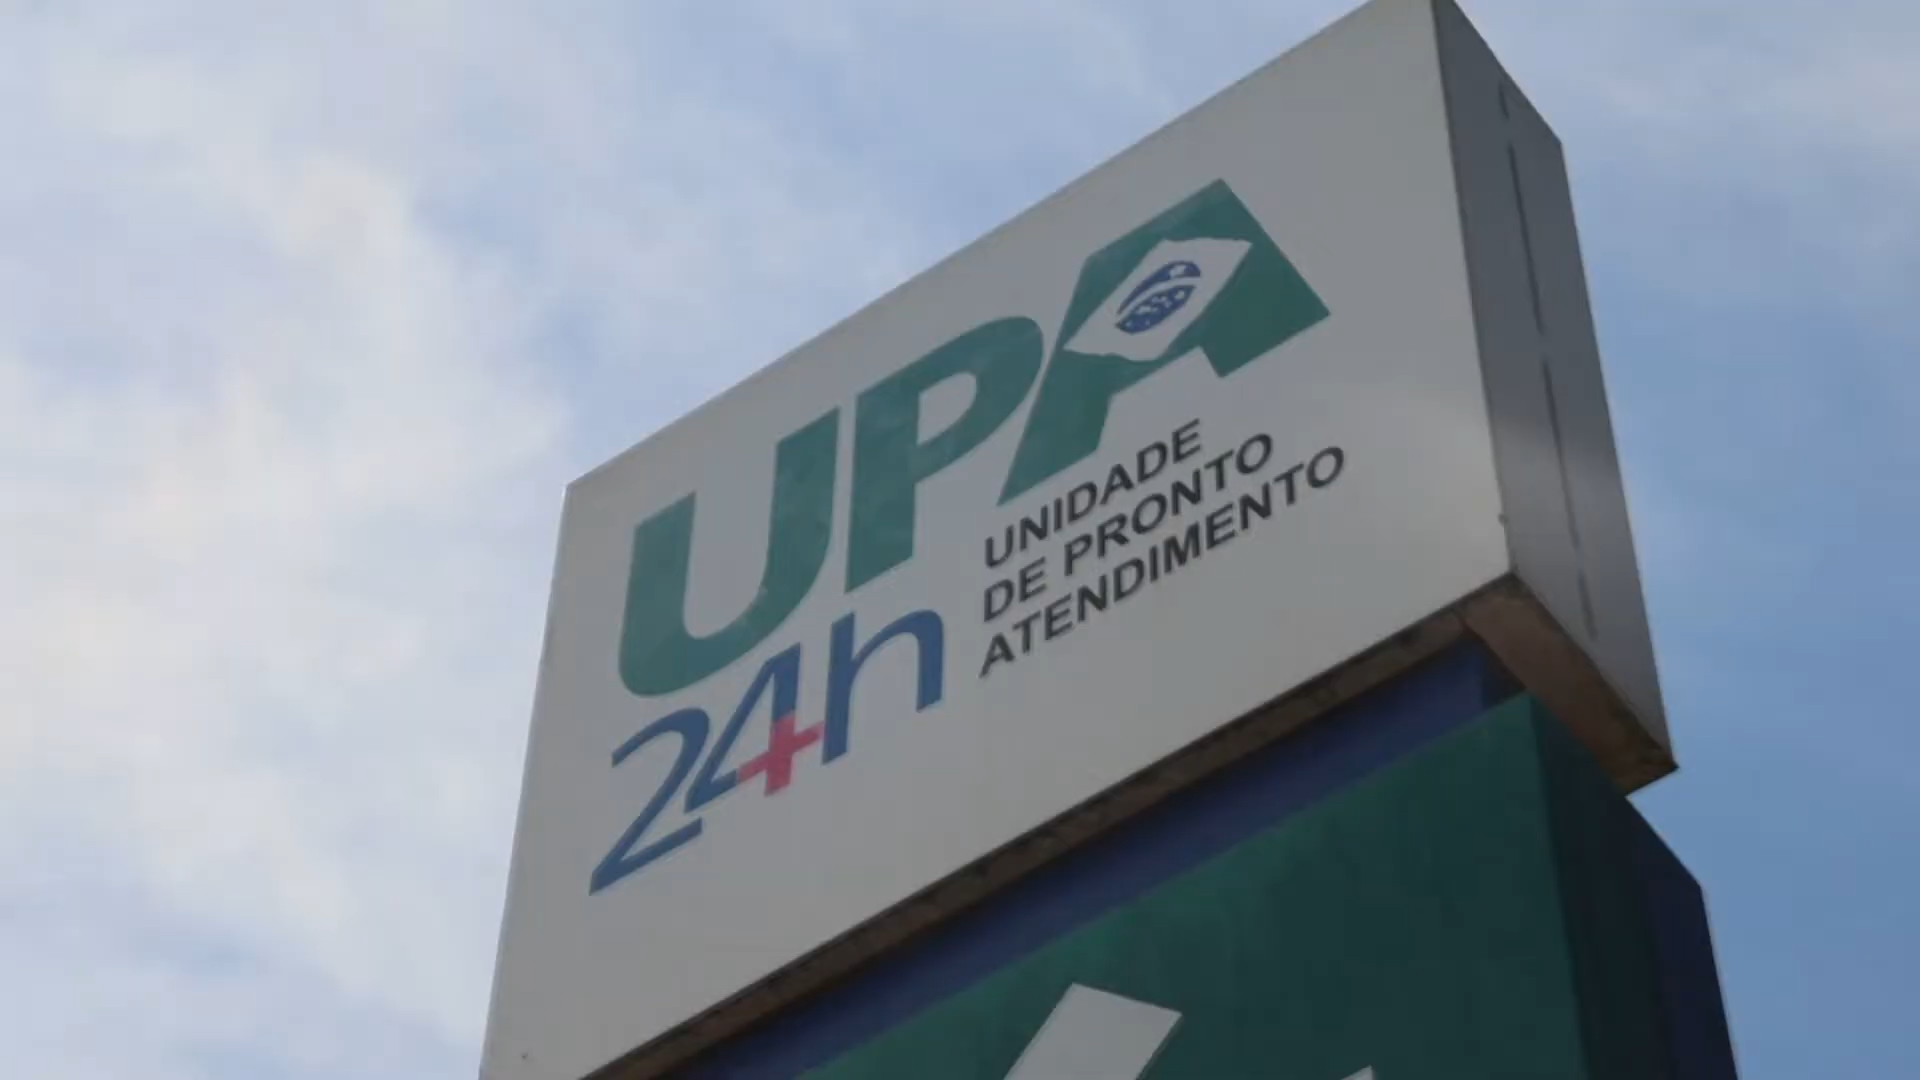 UPA
24h
UNIDADE
DE PRONTO
ATENDIMENTO